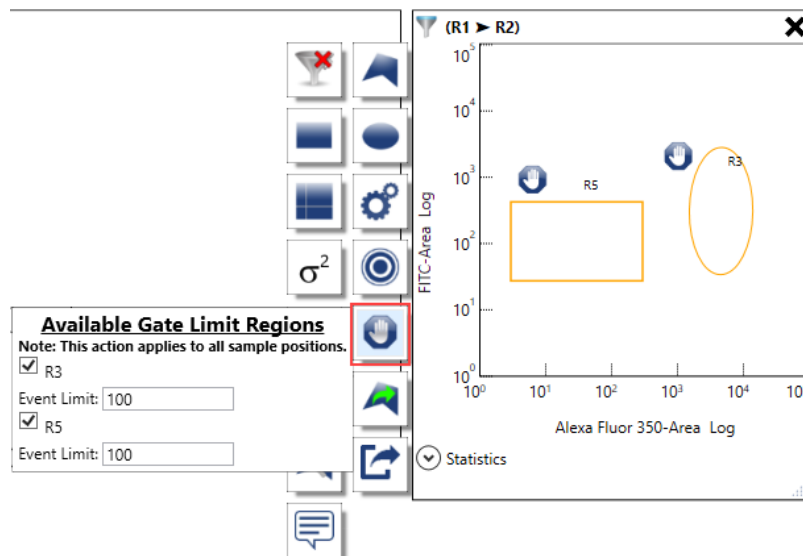 (R1 ➤ R2)
10⁵
10⁴
10³
10²
10¹
10⁰
FITC-Area Log
R5
R3
10⁰ 10¹ 10² 10³ 10⁴ 10
Alexa Fluor 350-Area Log
Statistics
σ²
Available Gate Limit Regions
Note: This action applies to all sample positions.
R3
Event Limit: 100
R5
Event Limit: 100